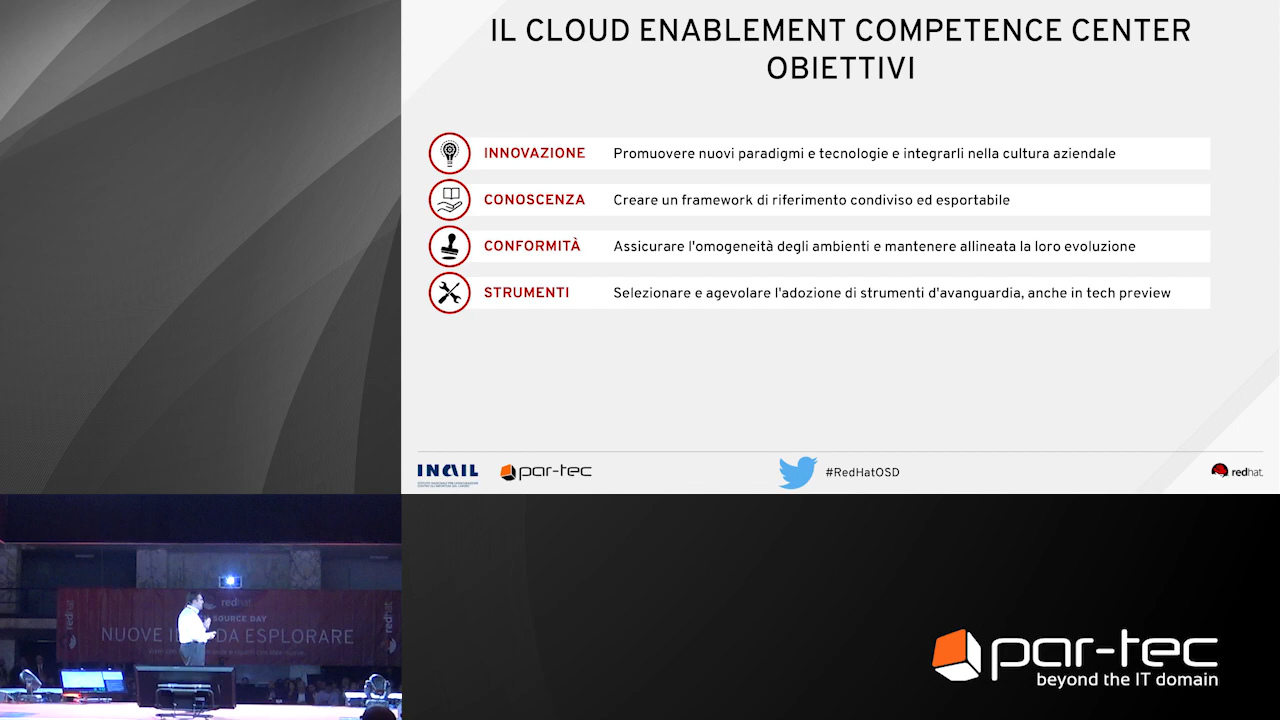 IL CLOUD ENABLEMENT COMPETENCE CENTER
OBIETTIVI
INNOVAZIONE Promuovere nuovi paradigmi e tecnologie e integrarli nella cultura aziendale
CONOSCENZA Creare un framework di riferimento condiviso ed esportabile
CONFORMITÀ Assicurare l'omogeneità degli ambienti e mantenere allineata la loro evoluzione
STRUMENTI Selezionare e agevolare l'adozione di strumenti d'avanguardia, anche in tech preview
INAIL
par-tec
#RedHatOSD
redhat.
redhat
SOURCE DAY
NUOVE DA ESPLORARE
redhat
redhat
par-tec
beyond the IT domain